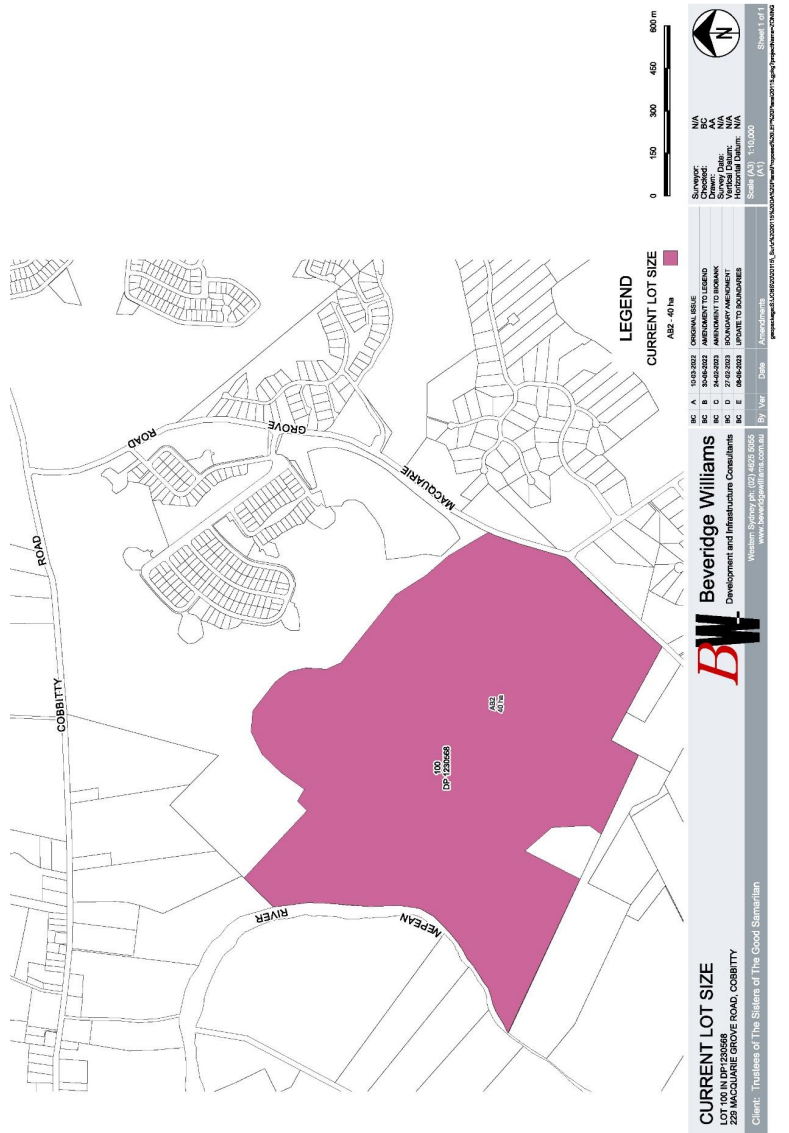 COBBITTY
ROAD
MACQUARIE
GROVE
ROAD
NEPEAN
RIVER
100
DP 1230568
AB2
40 ha
LEGEND
CURRENT LOT SIZE
AB2 - 40 ha
0 150 300 450 600 m
CURRENT LOT SIZE
LOT 100 IN DP1230568
229 MACQUARIE GROVE ROAD, COBBITTY
Client: Trustees of The Sisters of The Good Samaritan
BW
Beveridge Williams
Development and Infrastructure Consultants
Western Sydney ph: (02) 4625 5055
www.beveridgewilliams.com.au
BC A 10-03-2022 ORIGINAL ISSUE
BC B 30-06-2022 AMENDMENT TO LEGEND
BC C 24-02-2023 AMENDMENT TO BIOBANK
BC D 27-02-2023 BOUNDARY AMENDMENT
BC E 08-06-2023 UPDATE TO BOUNDARIES
By Ver Date Amendments
Surveyor: N/A
Checked: BC
Drawn: AA
Survey Date: N/A
Vertical Datum: N/A
Horizontal Datum: N/A
Scale (A3) 1:10,000
(A1)
Sheet 1 of 1
N